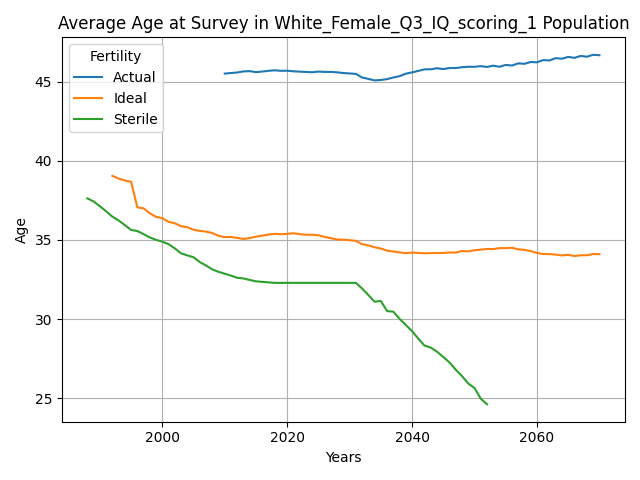 Average Age at Survey in White_Female_Q3_IQ_scoring_1 Population
Fertility
Actual
Ideal
Sterile
45
40
35
30
25
Age
2000
2020
2040
2060
Years